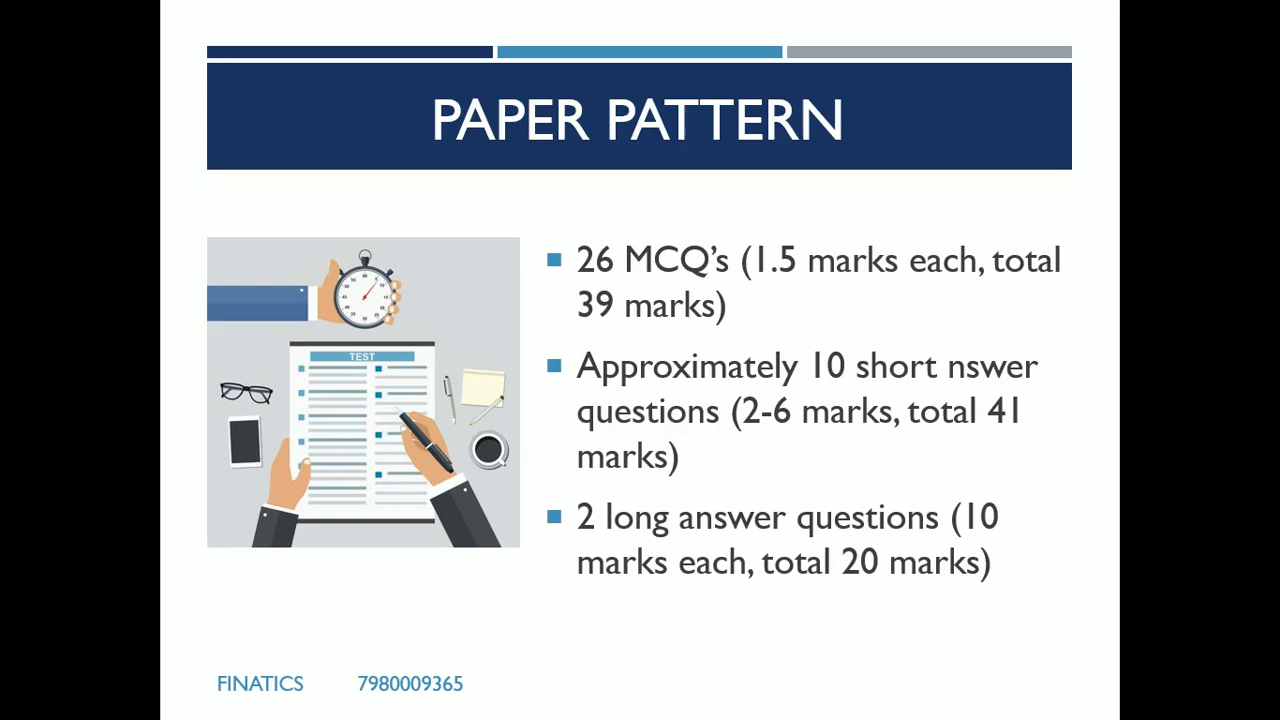 PAPER PATTERN
TEST
26 MCQ’s (1.5 marks each, total
39 marks)
Approximately 10 short nswer
questions (2-6 marks, total 41
marks)
2 long answer questions (10
marks each, total 20 marks)
FINATICS 7980009365